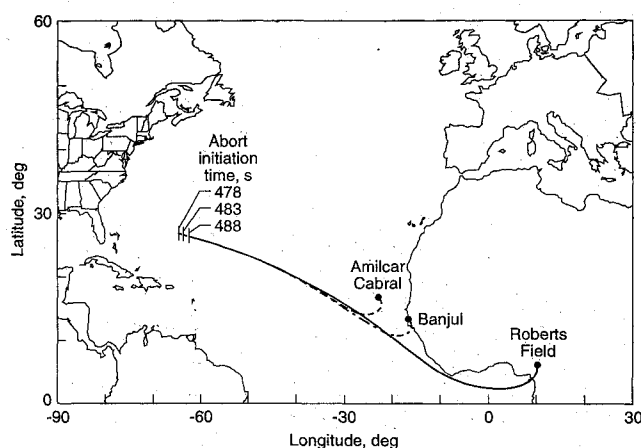 60
30
0
Latitude, deg
-90
-60
-30
0
30
Longitude, deg
Abort
initiation
time, s
478
483
488
Amilcar
Cabral
Banjul
Roberts
Field